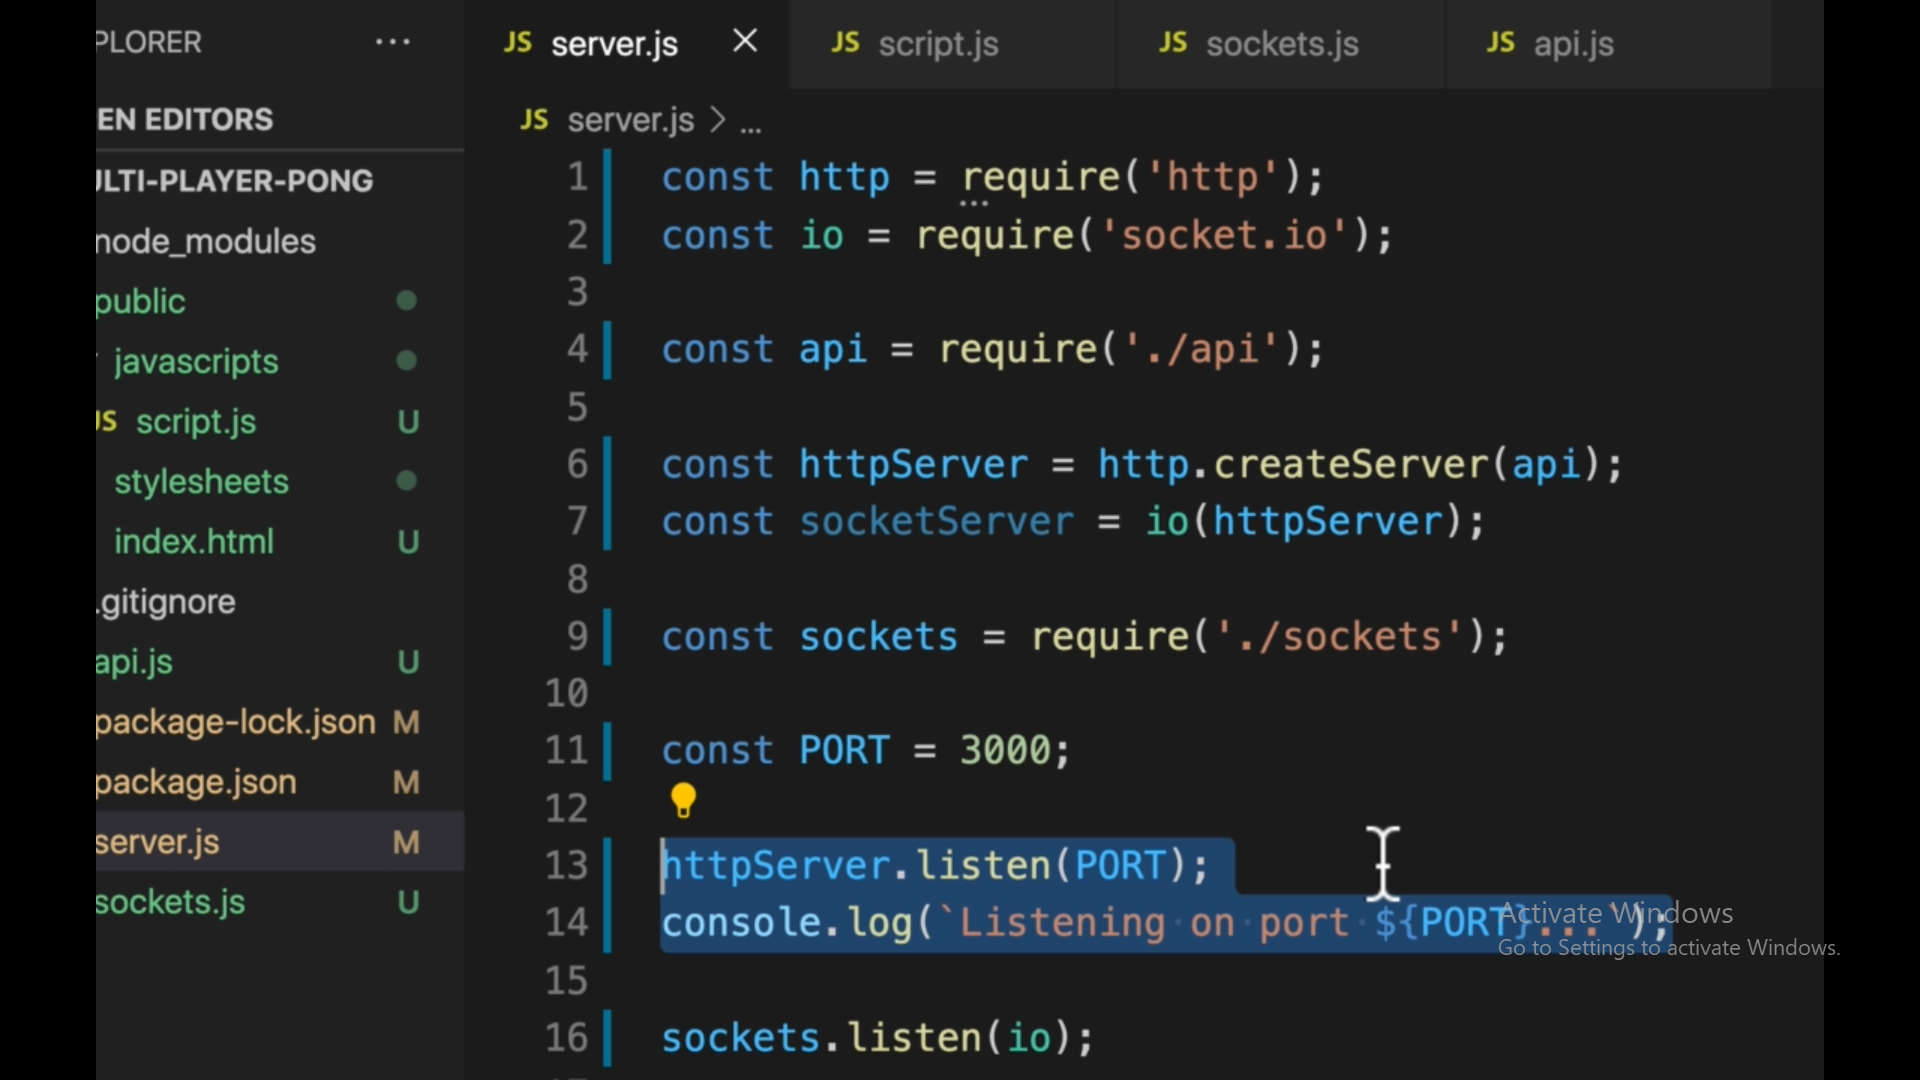 PLORER ...
JS server.js
JS script.js
JS sockets.js
JS api.js
EN EDITORS
JS server.js > ...
LTI-PLAYER-PONG
node_modules
public
javascripts
JS script.js U
stylesheets
index.html U
.gitignore
api.js U
package-lock.json M
package.json M
server.js M
sockets.js U
1 const http = require('http');
2 const io = require('socket.io');
3
4 const api = require('./api');
5
6 const httpServer = http.createServer(api);
7 const socketServer = io(httpServer);
8
9 const sockets = require('./sockets');
10
11 const PORT = 3000;
12
13 httpServer.listen(PORT);
14 console.log(`Listening on port ${PORT}...`);
15
16 sockets.listen(io);
Activate Windows
Go to Settings to activate Windows.